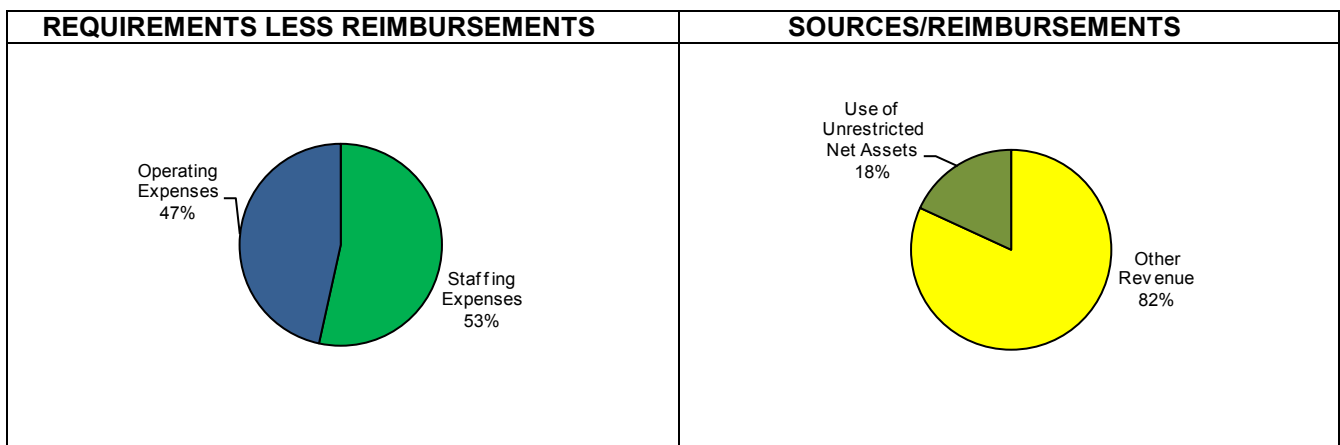 REQUIREMENTS LESS REIMBURSEMENTS
SOURCES/REIMBURSEMENTS
Operating
Expenses
47%
Staffing
Expenses
53%
Use of
Unrestricted
Net Assets
18%
Other
Revenue
82%